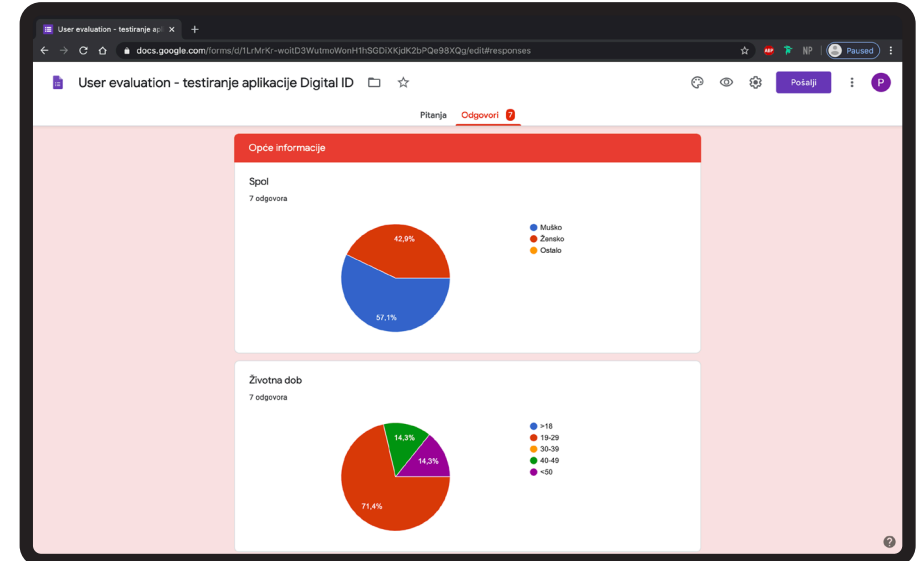 User evaluation - testiranje apl
docs.google.com/forms/d/1LrMrKr-woitD3WutmoWonH1hSGDiXKjdK2bPQe98XQg/edit#responses
ABP
NP
Paused
User evaluation - testiranje aplikacije Digital ID
Pošalji
P
Pitanja Odgovori 7
Opće informacije
Spol
7 odgovora
42,9%
57,1%
Muško
Žensko
Ostalo
Životna dob
7 odgovora
14,3%
14,3%
71,4%
>18
19-29
30-39
40-49
<50